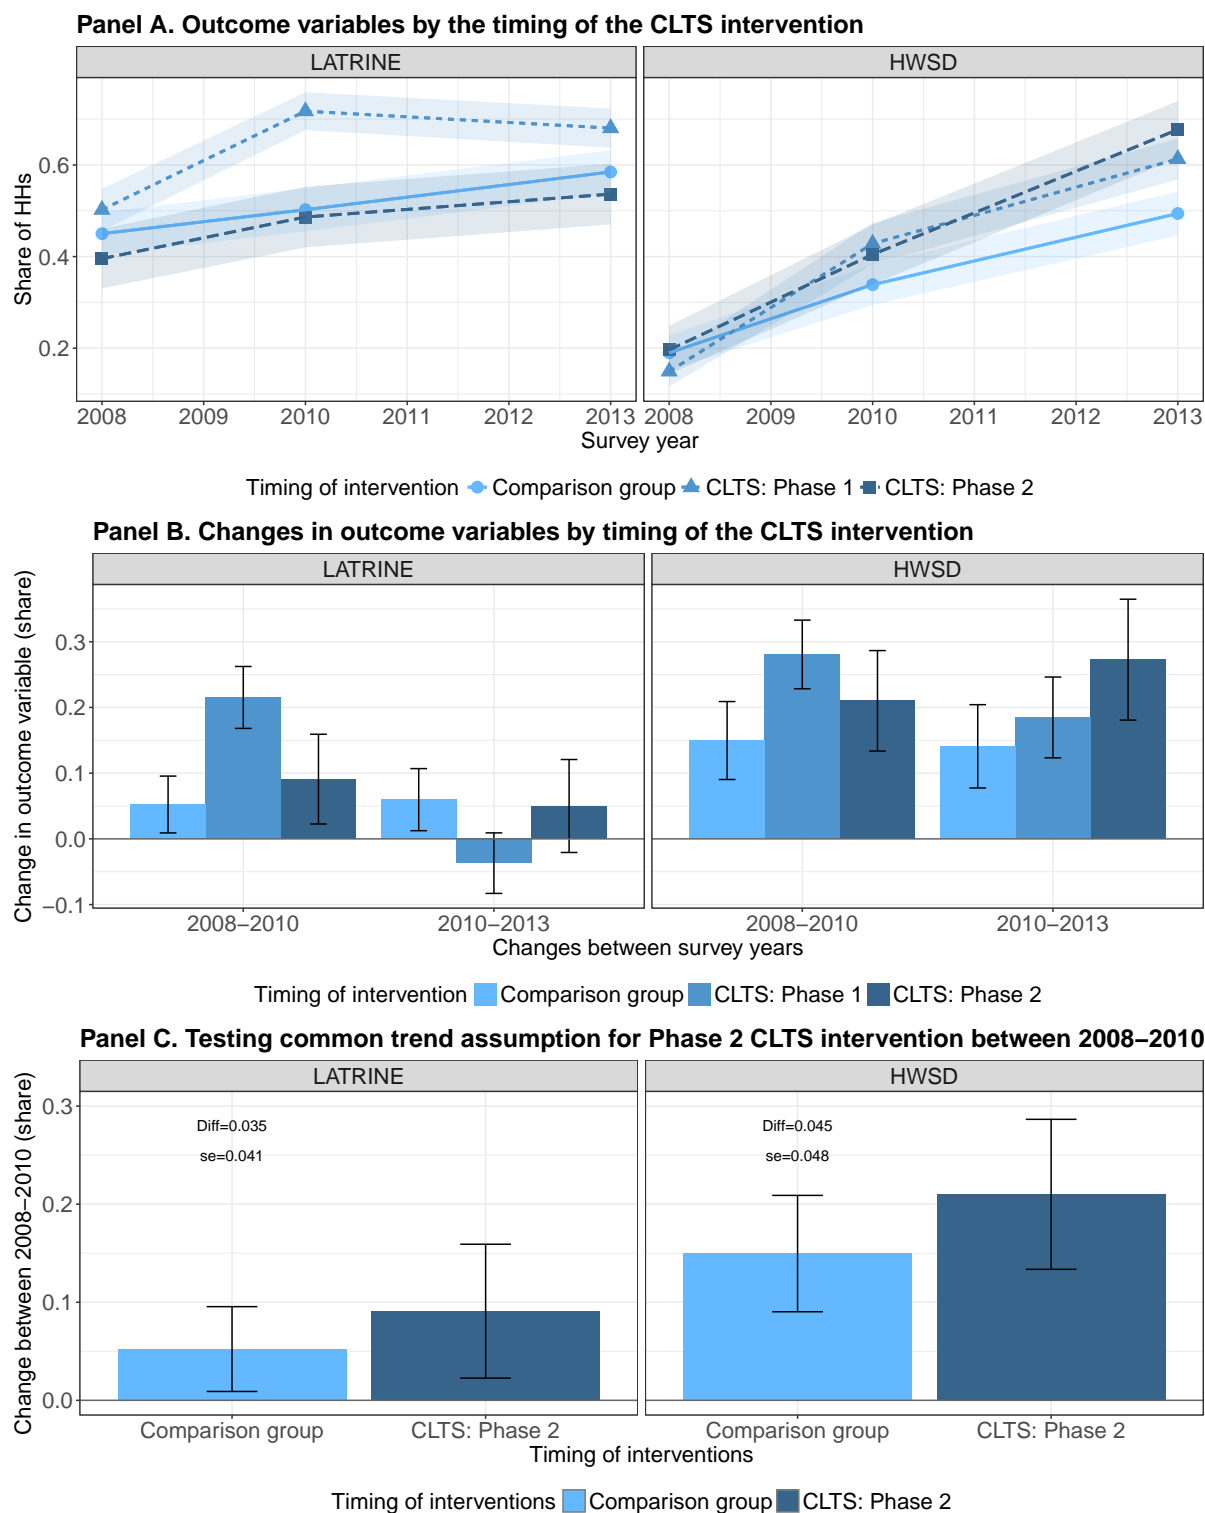 Panel A. Outcome variables by the timing of the CLTS intervention
LATRINE
HWSD
Share of HHs
0.6
0.4
0.2
2008 2009 2010 2011 2012 2013
2008 2009 2010 2011 2012 2013
Survey year
Timing of intervention Comparison group CLTS: Phase 1 CLTS: Phase 2
Panel B. Changes in outcome variables by timing of the CLTS intervention
LATRINE
HWSD
Change in outcome variable (share)
0.3
0.2
0.1
0.0
−0.1
2008−2010 2010−2013
2008−2010 2010−2013
Changes between survey years
Timing of intervention Comparison group CLTS: Phase 1 CLTS: Phase 2
Panel C. Testing common trend assumption for Phase 2 CLTS intervention between 2008−2010
LATRINE
HWSD
Change between 2008−2010 (share)
0.3
0.2
0.1
0.0
Diff=0.035
se=0.041
Diff=0.045
se=0.048
Comparison group CLTS: Phase 2
Comparison group CLTS: Phase 2
Timing of interventions
Timing of interventions Comparison group CLTS: Phase 2